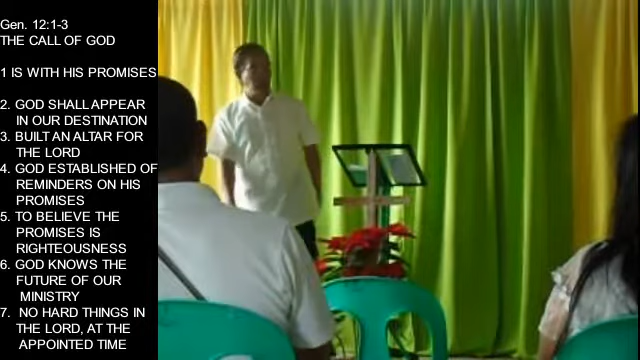 Gen. 12:1-3
THE CALL OF GOD
1 IS WITH HIS PROMISES
2. GOD SHALL APPEAR
IN OUR DESTINATION
3. BUILT AN ALTAR FOR
THE LORD
4. GOD ESTABLISHED OF
REMINDERS ON HIS
PROMISES
5. TO BELIEVE THE
PROMISES IS
RIGHTEOUSNESS
6. GOD KNOWS THE
FUTURE OF OUR
MINISTRY
7. NO HARD THINGS IN
THE LORD, AT THE
APPOINTED TIME